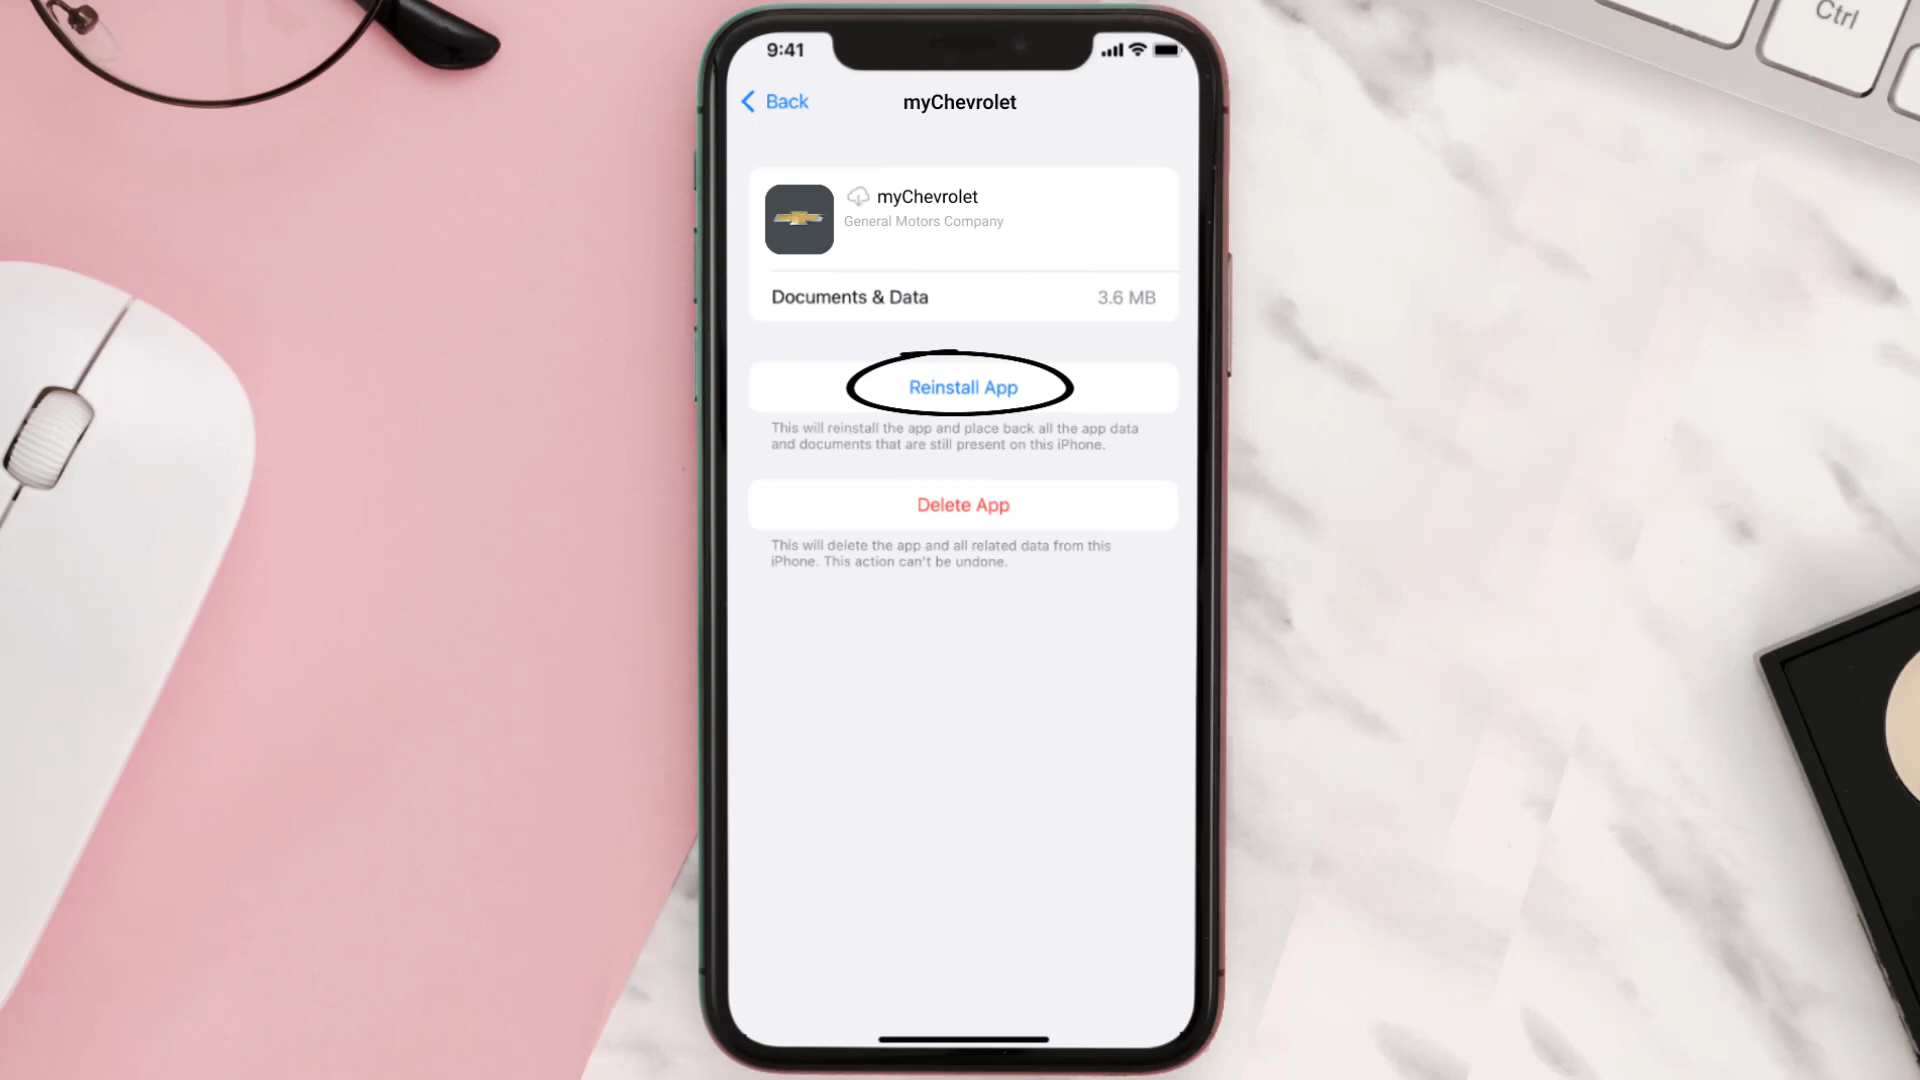 Ctrl
9:41
Back
myChevrolet
myChevrolet
General Motors Company
Documents & Data
3.6 MB
Reinstall App
This will reinstall the app and place back all the app data
and documents that are still present on this iPhone.
Delete App
This will delete the app and all related data from this
iPhone. This action can't be undone.